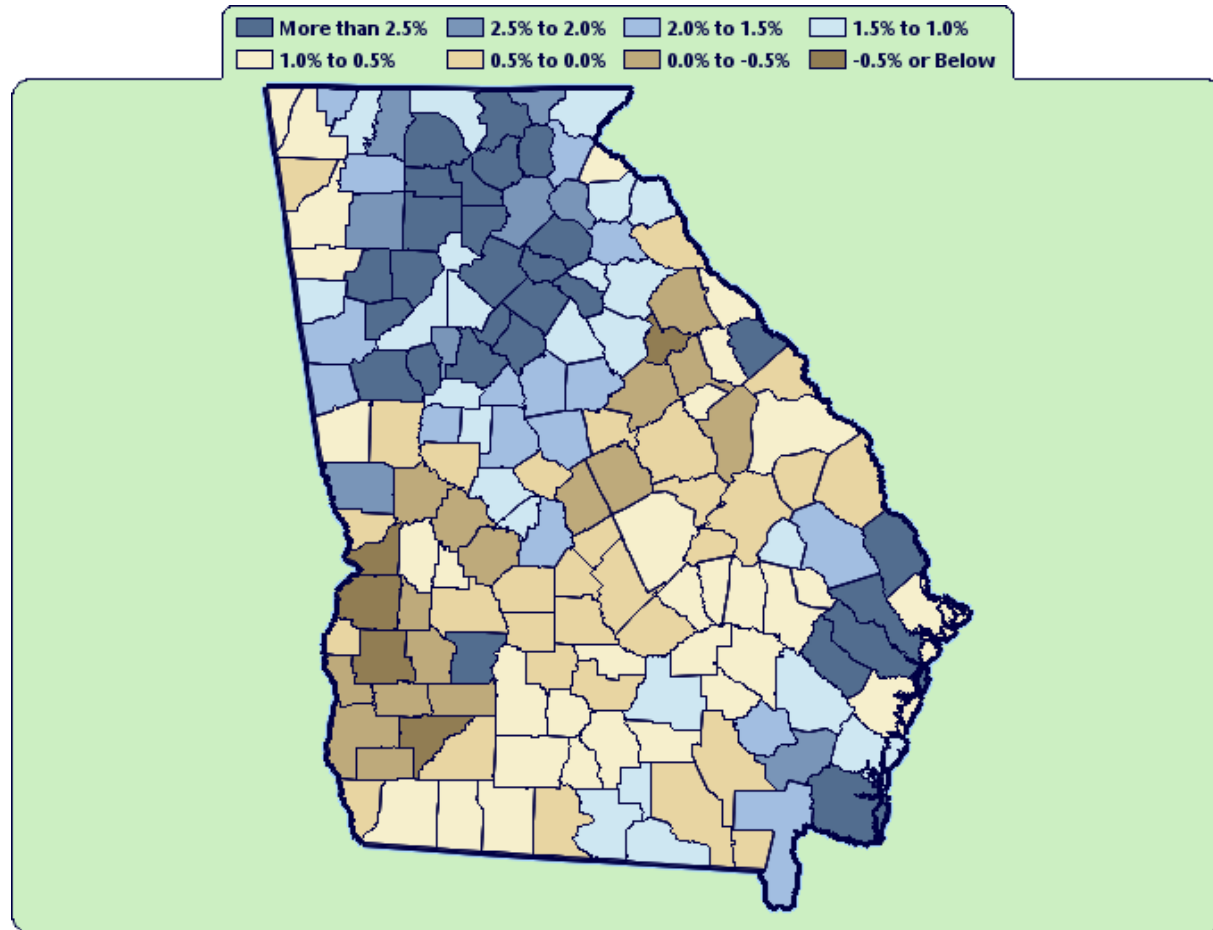 More than 2.5% 2.5% to 2.0% 2.0% to 1.5% 1.5% to 1.0%
1.0% to 0.5% 0.5% to 0.0% 0.0% to -0.5% -0.5% or Below